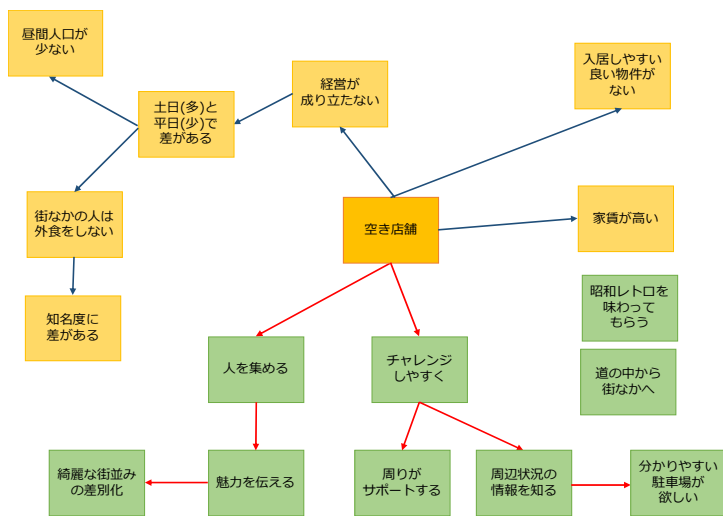 昼間人口が
少ない
土日(多)と
平日(少)で
差がある
経営が
成り立たない
入居しやすい
良い物件が
ない
街なかの人は
外食をしない
空き店舗
家賃が高い
知名度に
差がある
昭和レトロを
味わって
もらう
人を集める
チャレンジ
しやすく
道の中から
街なかへ
綺麗な街並み
の差別化
魅力を伝える
周りが
サポートする
周辺状況の
情報を知る
分かりやすい
駐車場が
欲しい